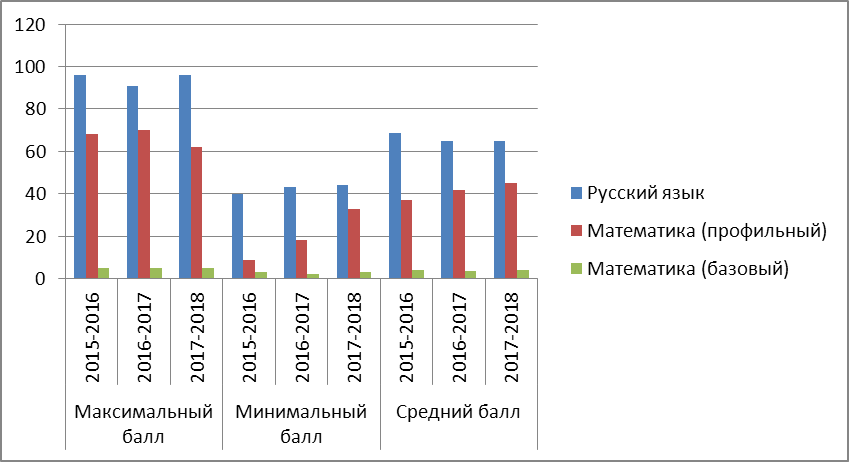 120
100
80
60
40
20
0
2015-2016
2016-2017
2017-2018
2015-2016
2016-2017
2017-2018
2015-2016
2016-2017
2017-2018
Максимальный
балл
Минимальный
балл
Средний балл
Русский язык
Математика (профильный)
Математика (базовый)